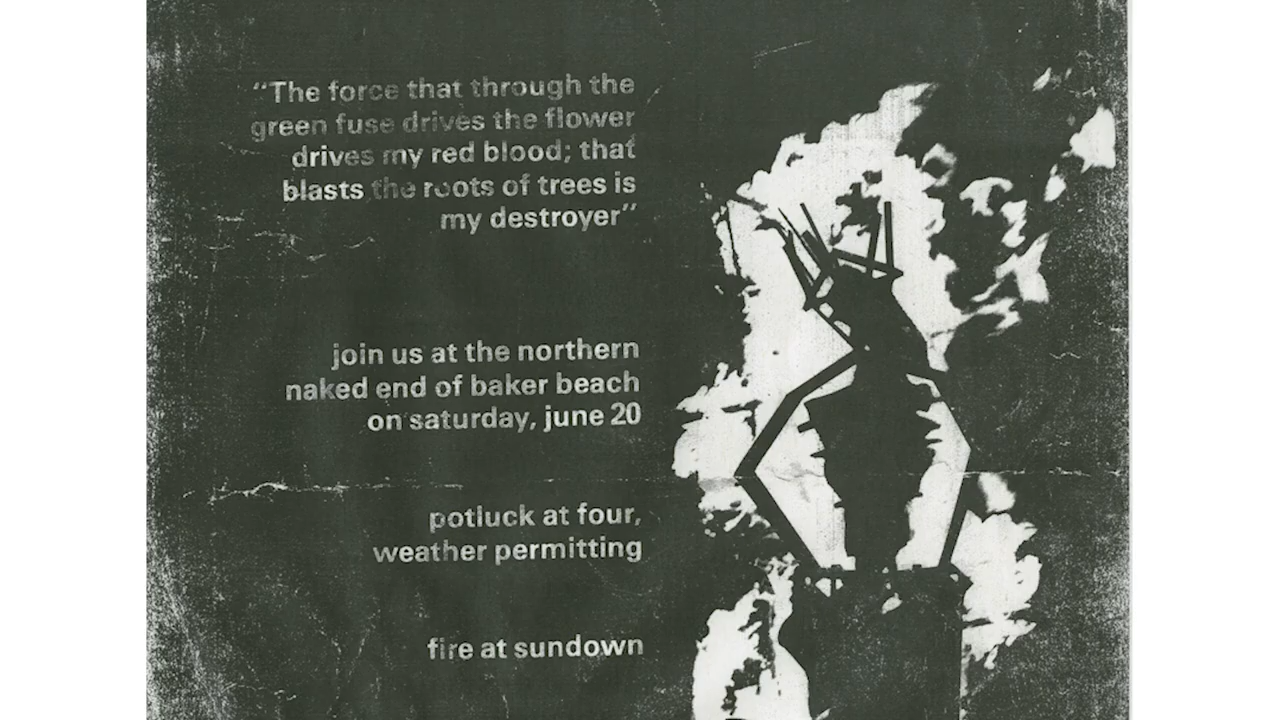 “The force that through the
green fuse drives the flower
drives my red blood; that
blasts the roots of trees is
my destroyer”
join us at the northern
naked end of baker beach
on saturday, june 20
potluck at four,
weather permitting
fire at sundown